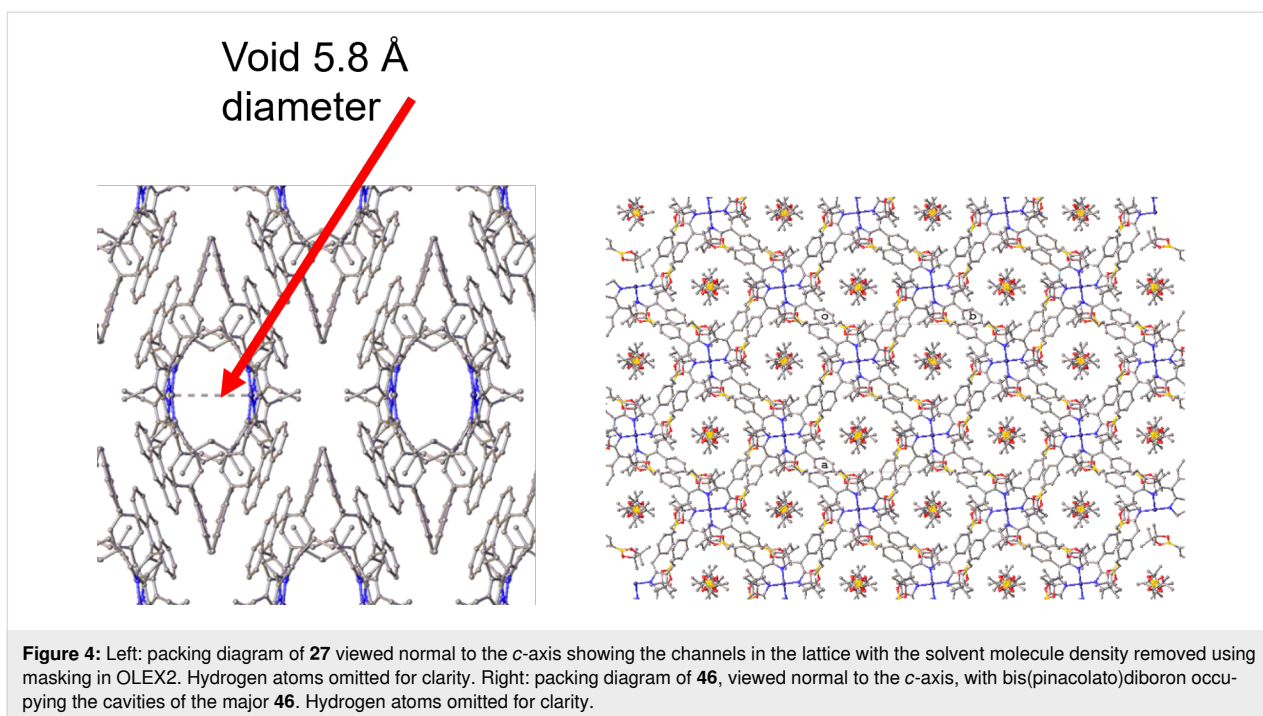 Void 5.8 Å
diameter
o
b
a
Figure 4: Left: packing diagram of 27 viewed normal to the c-axis showing the channels in the lattice with the solvent molecule density removed using
masking in OLEX2. Hydrogen atoms omitted for clarity. Right: packing diagram of 46, viewed normal to the c-axis, with bis(pinacolato)diboron occu-
pying the cavities of the major 46. Hydrogen atoms omitted for clarity.